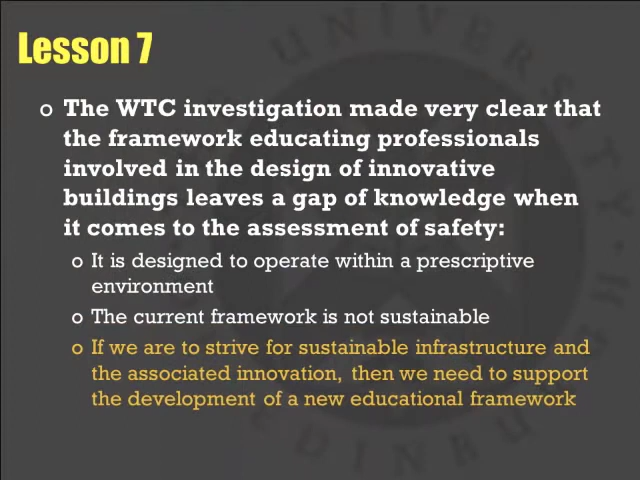 Lesson 7
o The WTC investigation made very clear that
the framework educating professionals
involved in the design of innovative
buildings leaves a gap of knowledge when
it comes to the assessment of safety:
o It is designed to operate within a prescriptive
environment
o The current framework is not sustainable
o If we are to strive for sustainable infrastructure and
the associated innovation, then we need to support
the development of a new educational framework